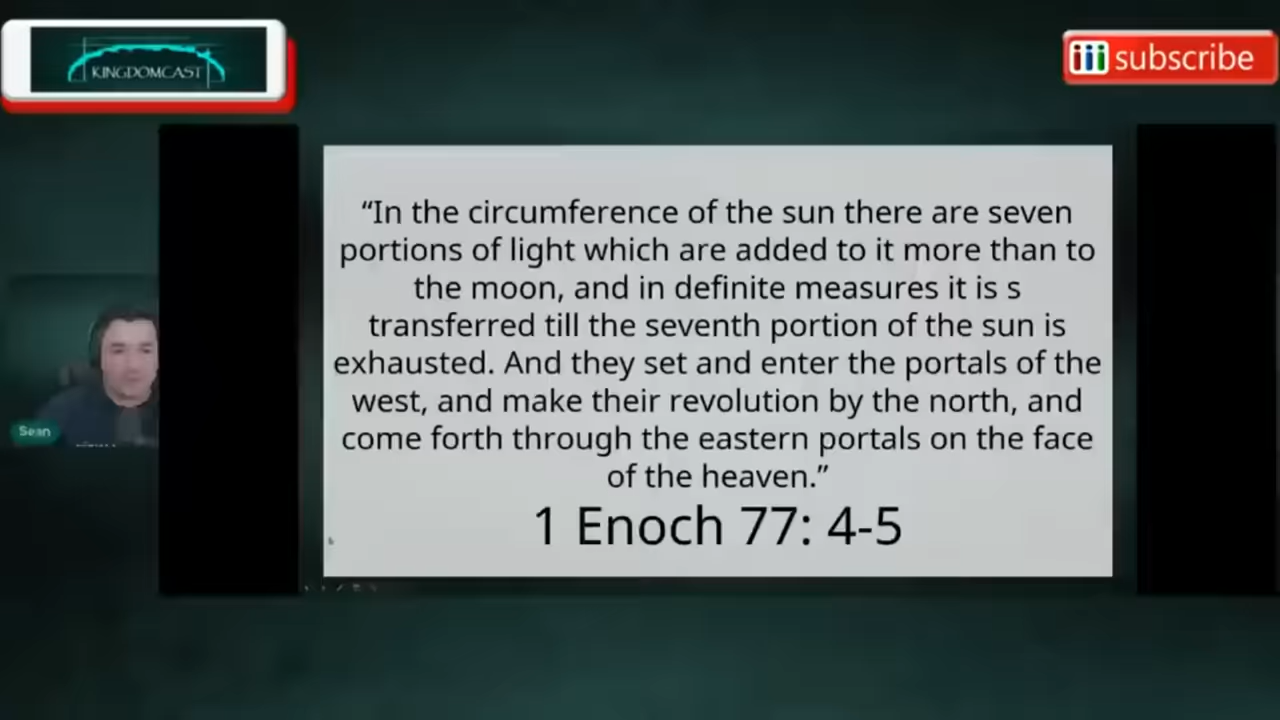 KINGDOMCAST
subscribe
“In the circumference of the sun there are seven
portions of light which are added to it more than to
the moon, and in definite measures it is s
transferred till the seventh portion of the sun is
exhausted. And they set and enter the portals of the
west, and make their revolution by the north, and
come forth through the eastern portals on the face
of the heaven.”
1 Enoch 77: 4-5
Sean